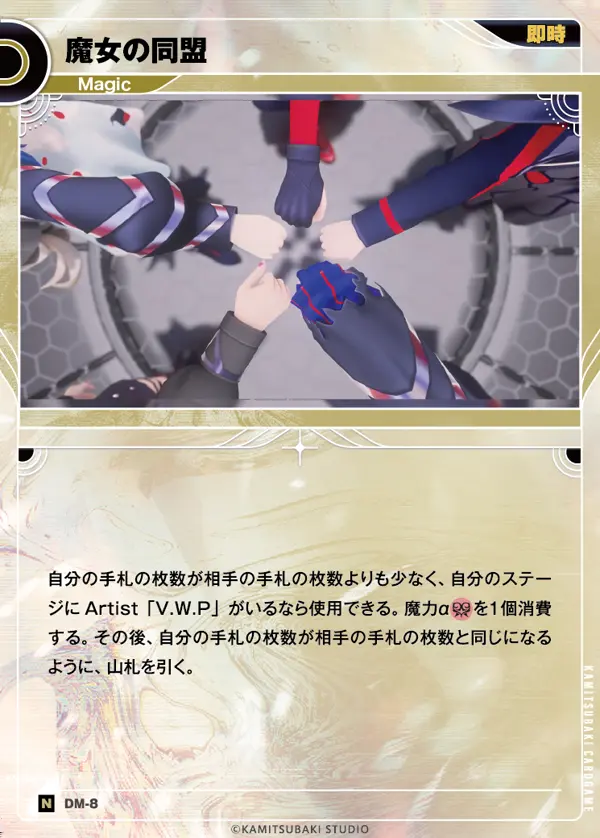 魔女の同盟
即時
Magic
自分の手札の枚数が相手の手札の枚数よりも少なく、自分のステー
ジに Artist「V.W.P」がいるなら使用できる。魔力αを1個消費
する。その後、自分の手札の枚数が相手の手札の枚数と同じになる
ように、山札を引く。
KAMITSUBAKI CARDGAME
N DM-8
©KAMITSUBAKI STUDIO